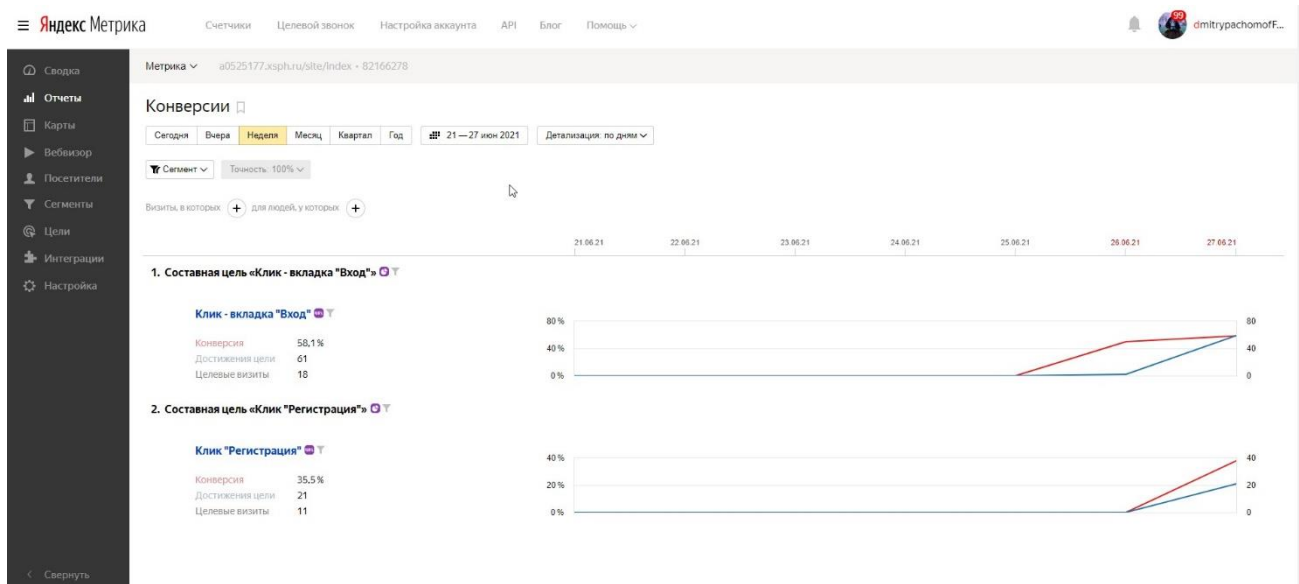 Яндекс Метрика Счетчики Целевой звонок Настройка аккаунта API Блог Помощь 99 dmitrypachomofF...
Метрика a0525177.xsph.ru/site/index • 82166278
Сводка
Отчеты
Карты
Вебвизор
Посетители
Сегменты
Цели
Интеграции
Настройка
Свернуть
Конверсии
Сегодня Вчера Неделя Месяц Квартал Год 21 — 27 июн 2021 Детализация: по дням
Сегмент Точность: 100%
Визиты, в которых + для людей, у которых +
21.06.21 22.06.21 23.06.21 24.06.21 25.06.21 26.06.21 27.06.21
1. Составная цель «Клик - вкладка "Вход"»
Клик - вкладка "Вход"
Конверсия 58,1%
Достижения цели 61
Целевые визиты 18
80 % 80
40 % 40
0 % 0
2. Составная цель «Клик "Регистрация"»
Клик "Регистрация"
Конверсия 35,5%
Достижения цели 21
Целевые визиты 11
40 % 40
20 % 20
0 % 0